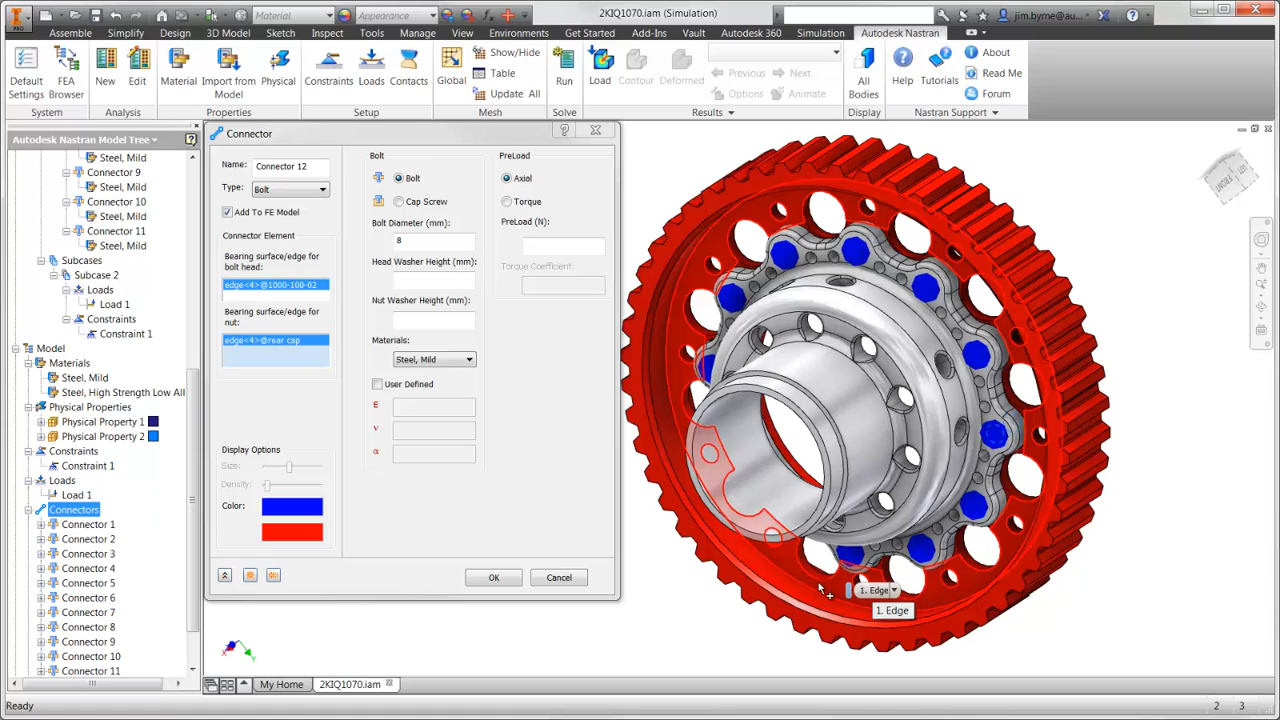 PRO
Material
Appearance
2KIQ1070.iam (Simulation)
jim.byrne@au...
Assemble
Simplify
Design
3D Model
Sketch
Inspect
Tools
Manage
View
Environments
Get Started
Add-Ins
Vault
Autodesk 360
Simulation
Autodesk Nastran
Default Settings
FEA Browser
New
Edit
Material
Import from Model
Physical
Constraints
Loads
Contacts
Global
Show/Hide
Table
Update All
Run
Load
Contour
Deformed
Previous
Next
Options
Animate
All Bodies
Help
Tutorials
About
Read Me
Forum
System
Analysis
Properties
Setup
Mesh
Solve
Results
Display
Nastran Support
Autodesk Nastran Model Tree
Steel, Mild
Connector 9
Steel, Mild
Connector 10
Steel, Mild
Connector 11
Steel, Mild
Subcases
Subcase 2
Loads
Load 1
Constraints
Constraint 1
Model
Materials
Steel, Mild
Steel, High Strength Low All
Physical Properties
Physical Property 1
Physical Property 2
Constraints
Constraint 1
Loads
Load 1
Connectors
Connector 1
Connector 2
Connector 3
Connector 4
Connector 5
Connector 6
Connector 7
Connector 8
Connector 9
Connector 10
Connector 11
Connector
Name:
Connector 12
Type:
Bolt
Add To FE Model
Connector Element
Bearing surface/edge for
bolt head:
edge<4>@1000-100-02
Bearing surface/edge for
nut:
edge<4>@rear cap
Display Options
Size:
Density:
Color:
Bolt
Bolt
Cap Screw
Bolt Diameter (mm):
8
Head Washer Height (mm):
Nut Washer Height (mm):
Materials:
Steel, Mild
User Defined
E
ν
α
PreLoad
Axial
Torque
PreLoad (N):
Torque Coefficient:
OK
Cancel
1. Edge
1. Edge
My Home
2KIQ1070.iam
Ready
2
3